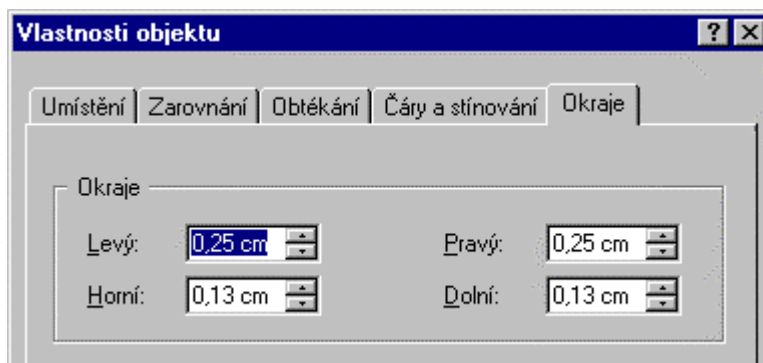 Vlastnosti objektu
Umístění Zarovnání Obtékání Čáry a stínování Okraje
Okraje
Levý: 0,25 cm Pravý: 0,25 cm
Horní: 0,13 cm Dolní: 0,13 cm